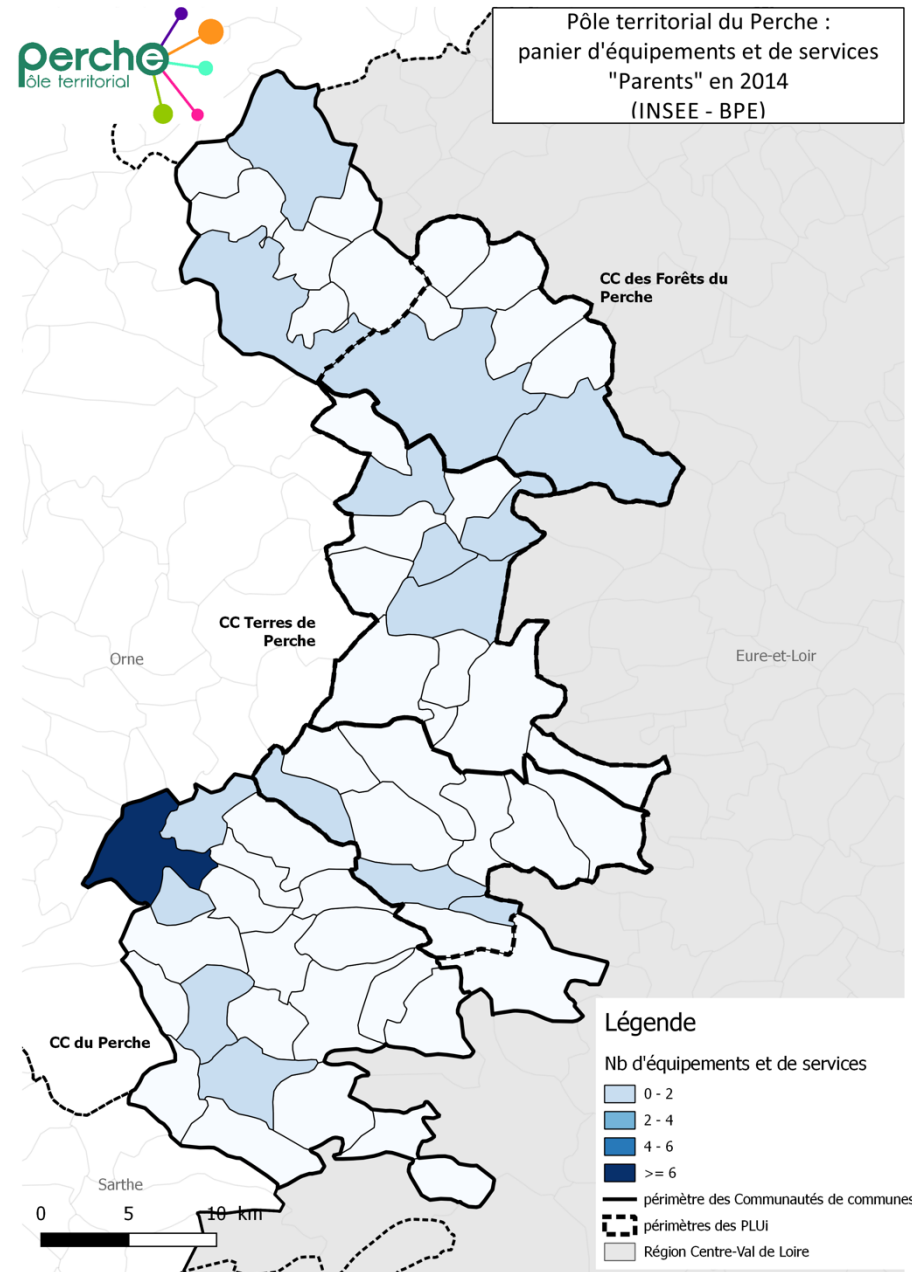 perche
pôle territorial
Pôle territorial du Perche :
panier d'équipements et de services
"Parents" en 2014
(INSEE - BPE)
CC des Forêts du
Perche
CC Terres de
Perche
Orne
Eure-et-Loir
CC du Perche
Sarthe
0 5 10 km
Légende
Nb d'équipements et de services
0 - 2
2 - 4
4 - 6
>= 6
périmètre des Communautés de communes
périmètres des PLUi
Région Centre-Val de Loire